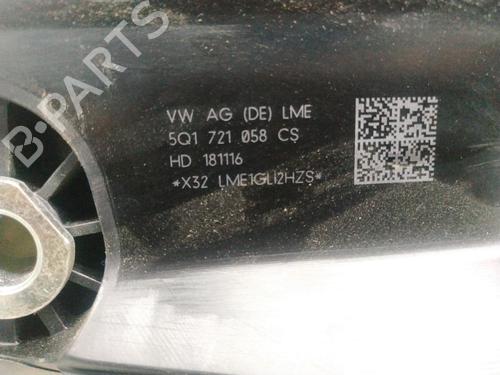 B-PARTS
VW AG (DE) LME
5Q1 721 058 CS
HD 181116
*X32 LME1GLI2HZS*